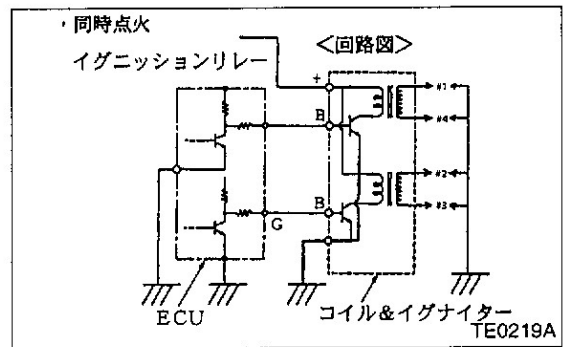 ・同時点火
＜回路図＞
イグニッションリレー
+
B
#1
#4
#2
B
#3
G
ECU
コイル＆イグナイター
TE0219A